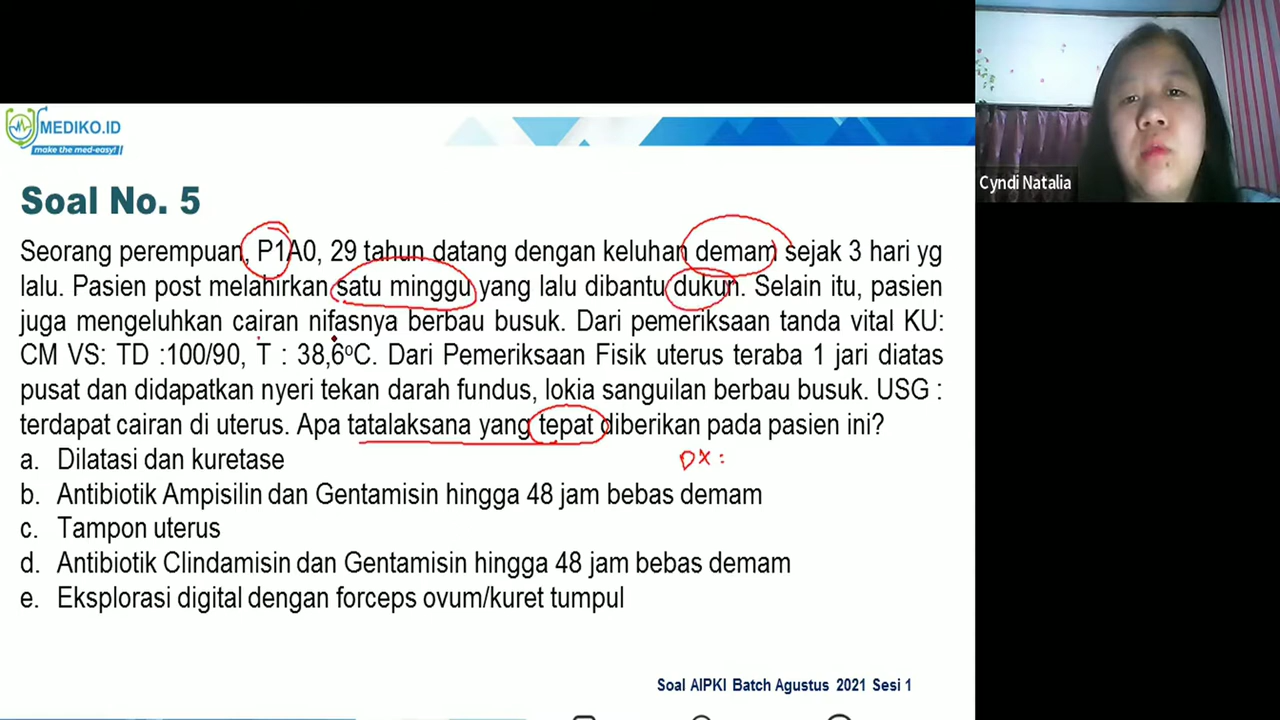 MEDIKO.ID
make the med-easy!
Cyndi Natalia
Soal No. 5
Seorang perempuan, P1A0, 29 tahun datang dengan keluhan demam sejak 3 hari yg
lalu. Pasien post melahirkan satu minggu yang lalu dibantu dukun. Selain itu, pasien
juga mengeluhkan cairan nifasnya berbau busuk. Dari pemeriksaan tanda vital KU:
CM VS: TD :100/90, T : 38,6°C. Dari Pemeriksaan Fisik uterus teraba 1 jari diatas
pusat dan didapatkan nyeri tekan darah fundus, lokia sanguilan berbau busuk. USG :
terdapat cairan di uterus. Apa tatalaksana yang tepat diberikan pada pasien ini?
DX :
a. Dilatasi dan kuretase
b. Antibiotik Ampisilin dan Gentamisin hingga 48 jam bebas demam
c. Tampon uterus
d. Antibiotik Clindamisin dan Gentamisin hingga 48 jam bebas demam
e. Eksplorasi digital dengan forceps ovum/kuret tumpul
Soal AIPKI Batch Agustus 2021 Sesi 1